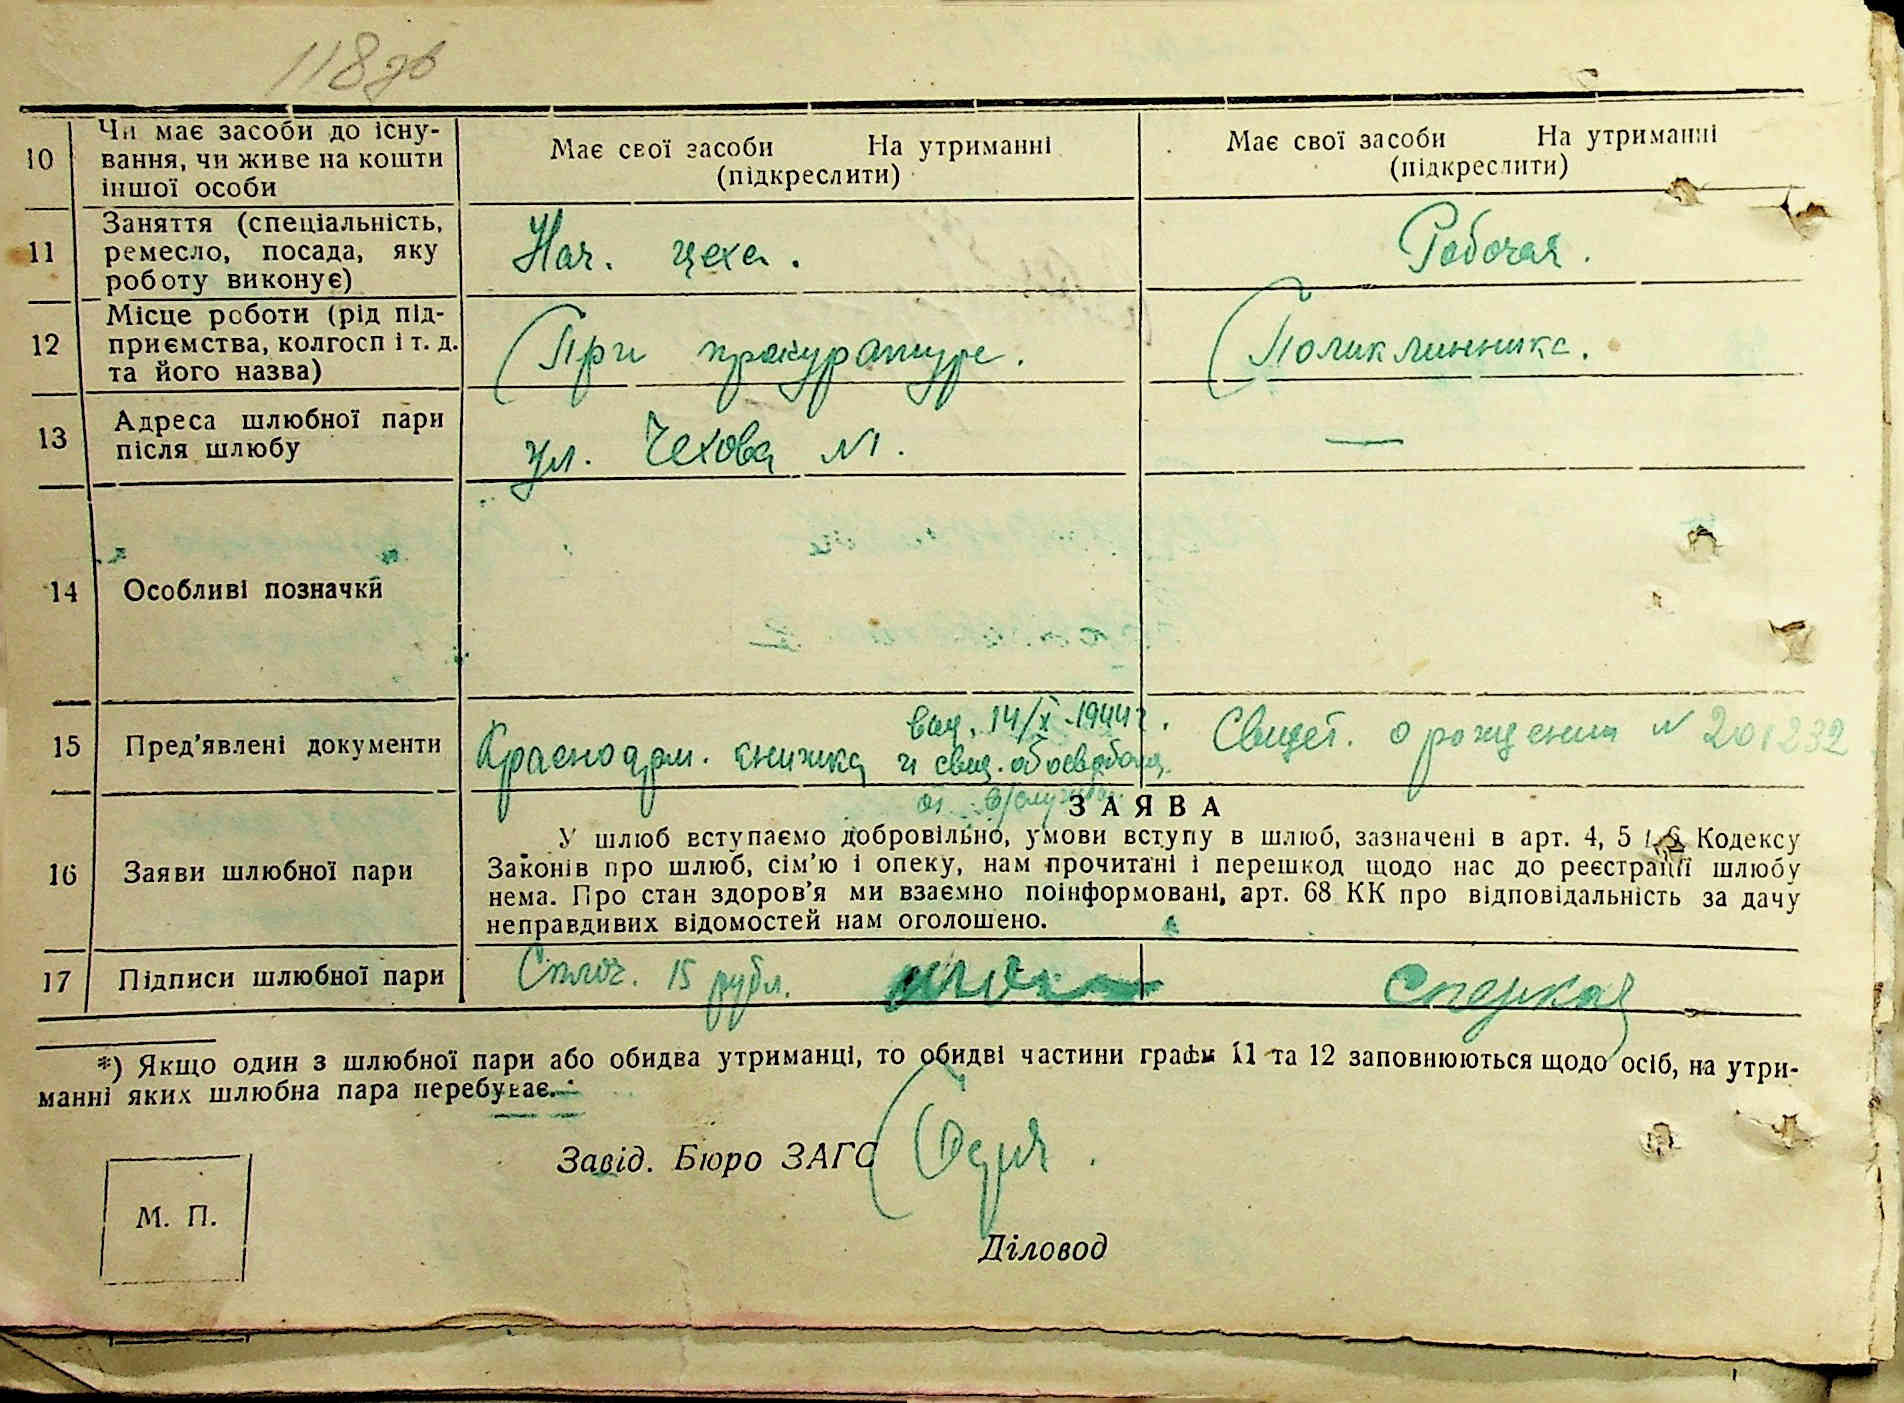 118 зв
10
Чи має засоби до існу-
вання, чи живе на кошти
іншої особи
Має свої засоби На утриманні
(підкреслити)
Має свої засоби На утриманні
(підкреслити)
11
Заняття (спеціальність,
ремесло, посада, яку
роботу виконує)
Нач. цеха.
Рабочая.
12
Місце роботи (рід під-
приємства, колгосп і т. д.
та його назва)
При прокуратуре.
Поликлинника.
13
Адреса шлюбної пари
після шлюбу
ул. Чехова №1.
—
14
Особливі позначки
15
Пред'явлені документи
выд. 14/X-1944 г.
Красноарм. книжка и свид. об освобожд.
от в/службы
Свидет. о рождении № 201232
16
Заяви шлюбної пари
ЗАЯВА
У шлюб вступаємо добровільно, умови вступу в шлюб, зазначені в арт. 4, 5 і 6 Кодексу
Законів про шлюб, сім'ю і опеку, нам прочитані і перешкод щодо нас до реєстрації шлюбу
нема. Про стан здоров'я ми взаємно поінформовані, арт. 68 КК про відповідальність за дачу
неправдивих відомостей нам оголошено.
17
Підписи шлюбної пари
Сплоч. 15 рубл.
*) Якщо один з шлюбної пари або обидва утриманці, то обидві частини графи 11 та 12 заповнюються щодо осіб, на утри-
манні яких шлюбна пара перебуває.
Завід. Бюро ЗАГС
М. П.
Діловод